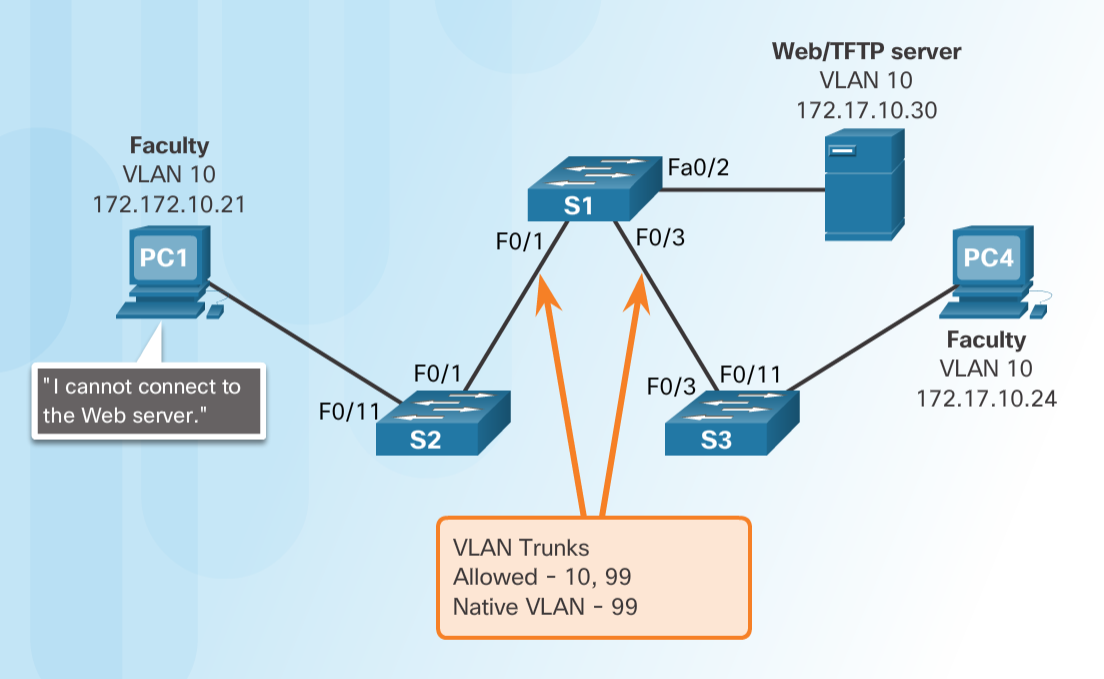 Web/TFTP server
VLAN 10
172.17.10.30
Faculty
VLAN 10
172.172.10.21
PC1
"I cannot connect to
the Web server."
S1
Fa0/2
F0/1
F0/3
PC4
Faculty
VLAN 10
172.17.10.24
F0/1
F0/11
S2
F0/3
F0/11
S3
VLAN Trunks
Allowed - 10, 99
Native VLAN - 99